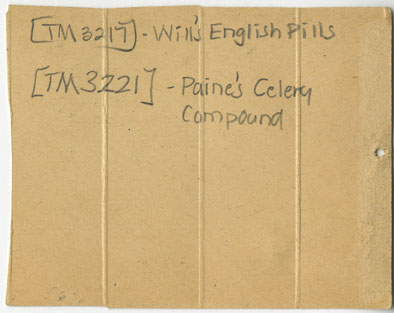 [TM3217] - Will's English Pills
[TM3221] - Paine's Celery
Compound